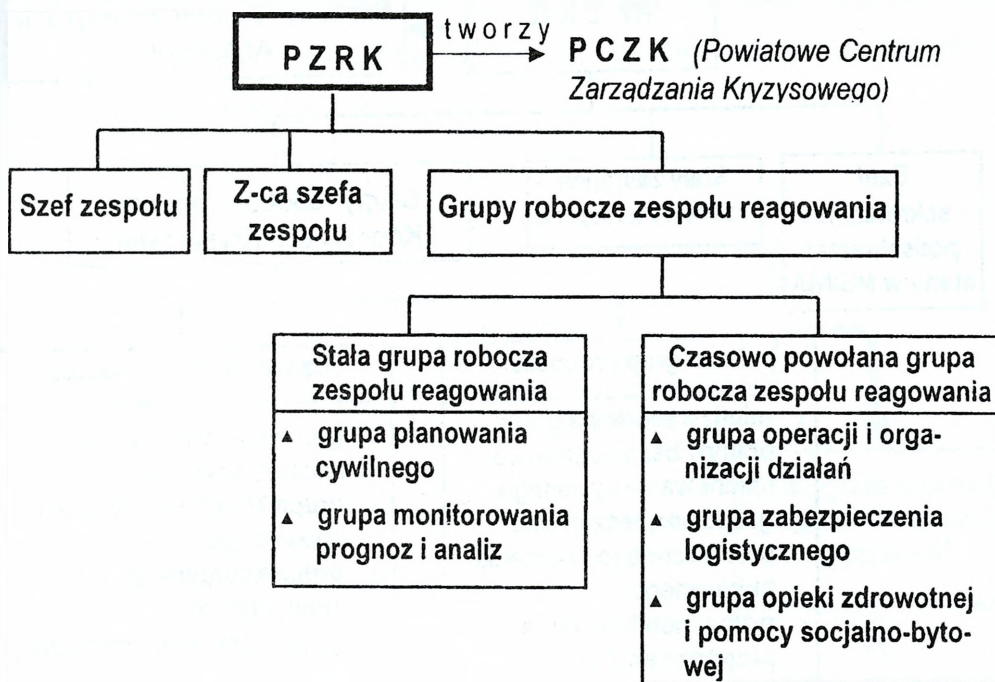 PZRK
tworzy
PCZK (Powiatowe Centrum
Zarządzania Kryzysowego)
Szef zespołu
Z-ca szefa
zespołu
Grupy robocze zespołu reagowania
Stała grupa robocza
zespołu reagowania
▲ grupa planowania
cywilnego
▲ grupa monitorowania
prognoz i analiz
Czasowo powołana grupa
robocza zespołu reagowania
▲ grupa operacji i orga-
nizacji działań
▲ grupa zabezpieczenia
logistycznego
▲ grupa opieki zdrowotnej
i pomocy socjalno-byto-
wej